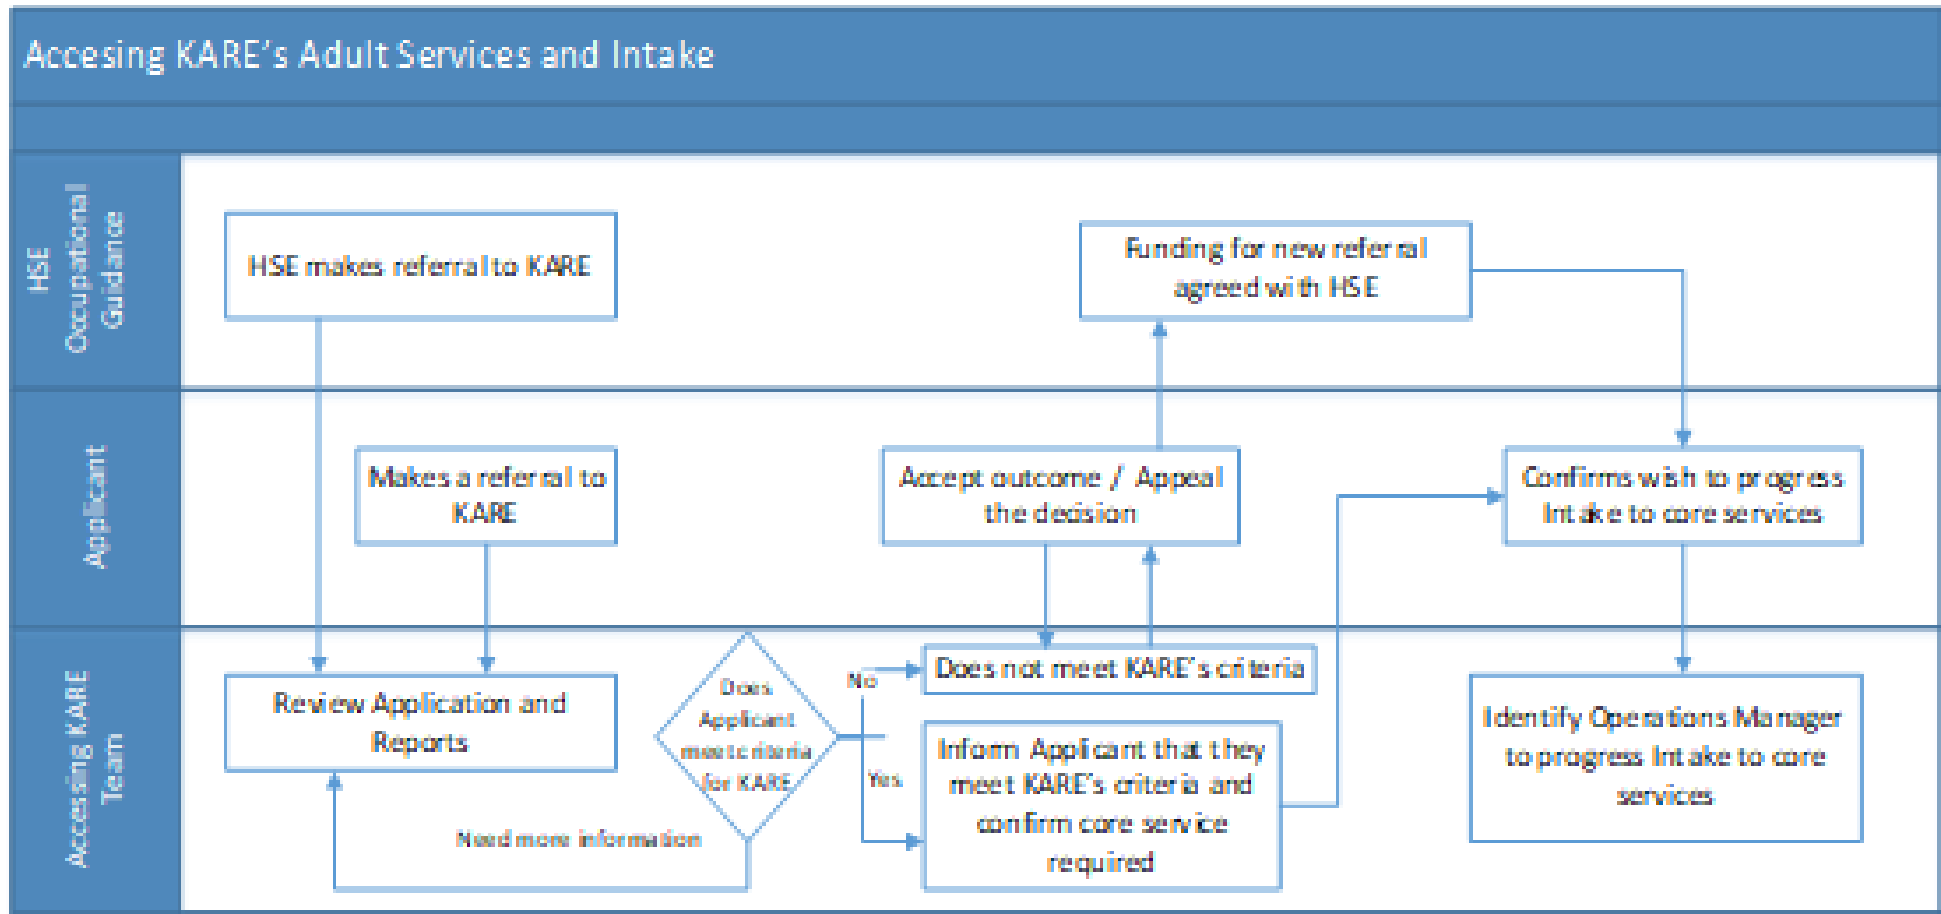 Accesing KARE's Adult Services and Intake
HSE
Occupational
Guidance
HSE makes referral to KARE
Funding for new referral
agreed with HSE
Applicant
Makes a referral to
KARE
Accept outcome / Appeal
the decision
Confirms wish to progress
Intake to core services
Accessing KARE
Team
Review Application and
Reports
Does
Applicant
meet criteria
for KARE
No
Yes
Need more information
Does not meet KARE's criteria
Inform Applicant that they
meet KARE's criteria and
confirm core service
required
Identify Operations Manager
to progress Intake to core
services